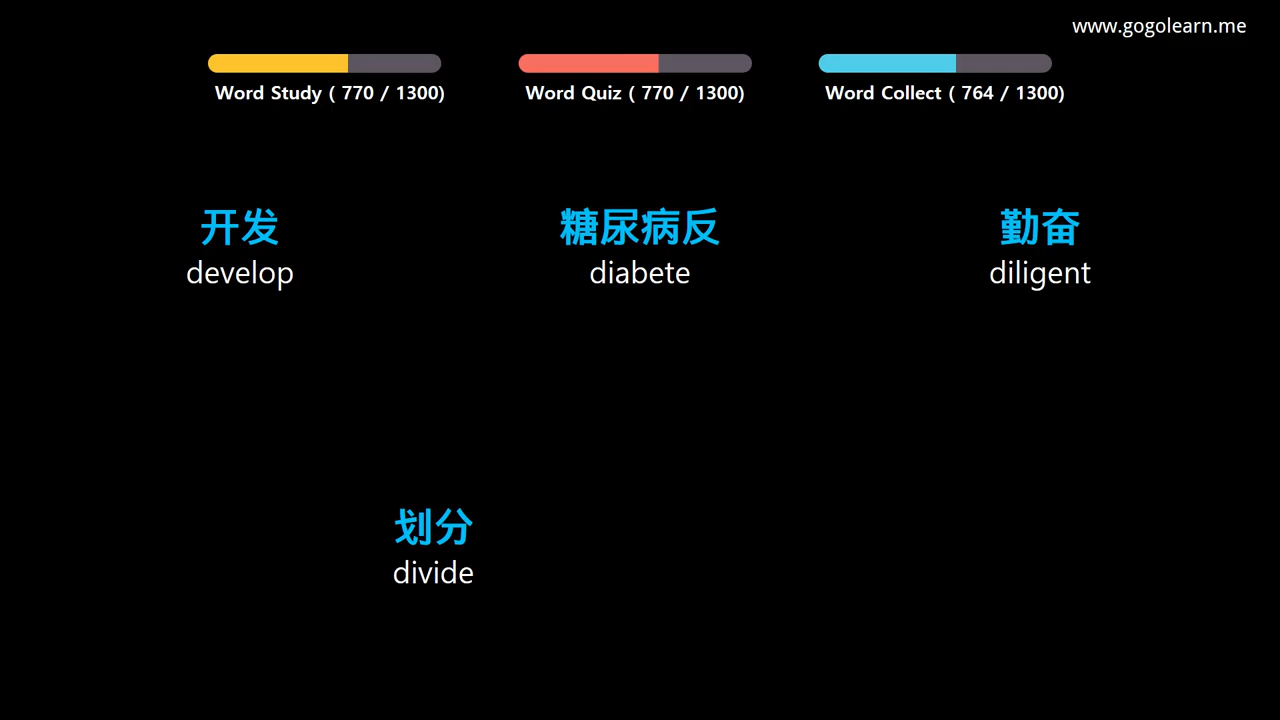 www.gogolearn.me
Word Study ( 770 / 1300)
Word Quiz ( 770 / 1300)
Word Collect ( 764 / 1300)
开发
develop
糖尿病反
diabete
勤奋
diligent
划分
divide